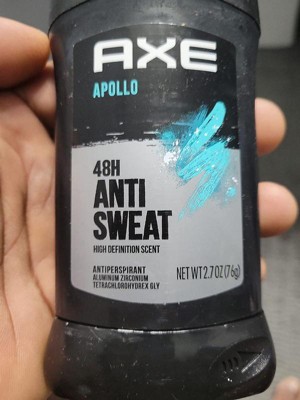 AXE
APOLLO
48H
ANTI
SWEAT
HIGH DEFINITION SCENT
ANTIPERSPIRANT
ALUMINUM ZIRCONIUM
TETRACHLOROHYDREX GLY
NET WT 2.7 OZ (76g)